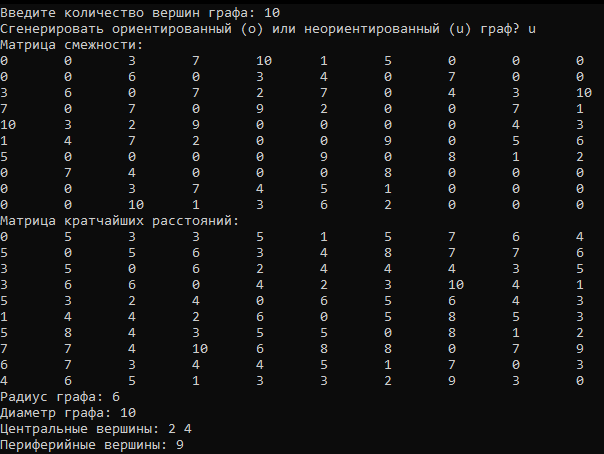 Введите количество вершин графа: 10
Сгенерировать ориентированный (o) или неориентированный (u) граф? u
Матрица смежности:
0 0 3 7 10 1 5 0 0 0
0 0 6 0 3 4 0 7 0 0
3 6 0 7 2 7 0 4 3 10
7 0 7 0 9 2 0 0 7 1
10 3 2 9 0 0 0 0 4 3
1 4 7 2 0 0 9 0 5 6
5 0 0 0 0 9 0 8 1 2
0 7 4 0 0 0 8 0 0 0
0 0 3 7 4 5 1 0 0 0
0 0 10 1 3 6 2 0 0 0
Матрица кратчайших расстояний:
0 5 3 3 5 1 5 7 6 4
5 0 5 6 3 4 8 7 7 6
3 5 0 6 2 4 4 4 3 5
3 6 6 0 4 2 3 10 4 1
5 3 2 4 0 6 5 6 4 3
1 4 4 2 6 0 5 8 5 3
5 8 4 3 5 5 0 8 1 2
7 7 4 10 6 8 8 0 7 9
6 7 3 4 4 5 1 7 0 3
4 6 5 1 3 3 2 9 3 0
Радиус графа: 6
Диаметр графа: 10
Центральные вершины: 2 4
Периферийные вершины: 9